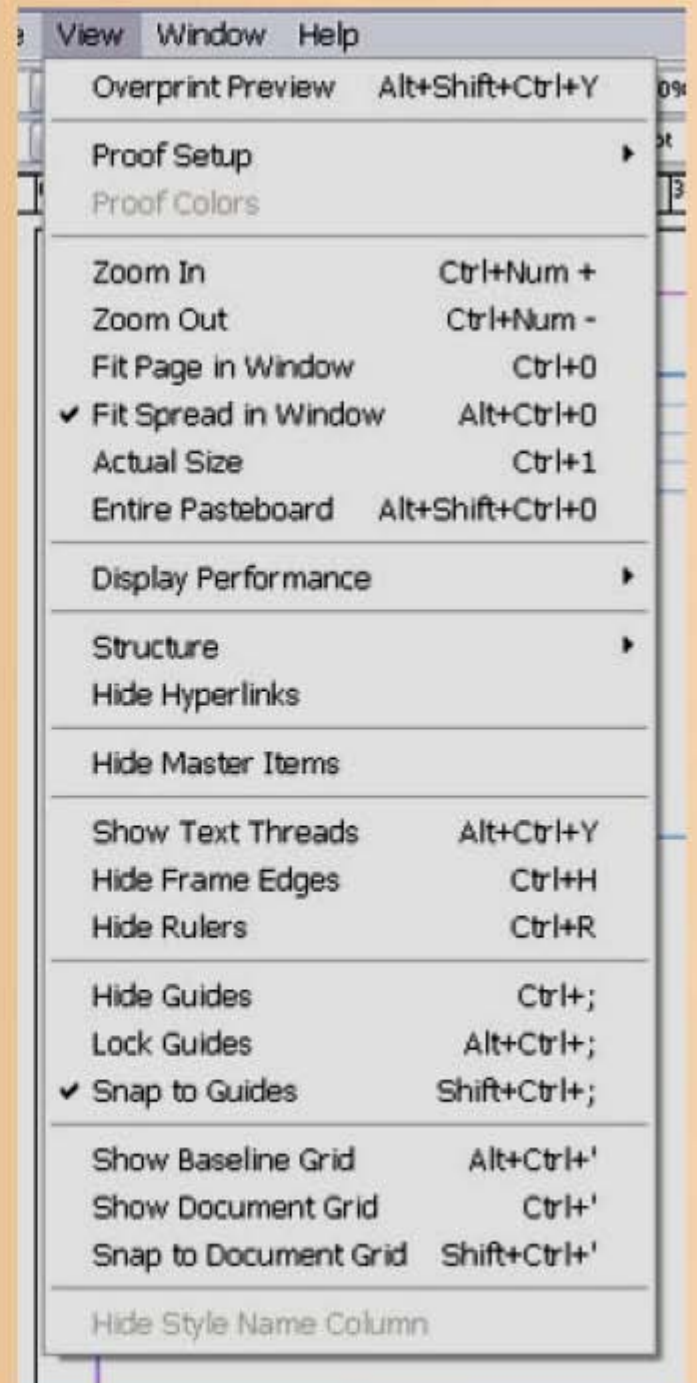 View Window Help
Overprint Preview Alt+Shift+Ctrl+Y
Proof Setup
Proof Colors
Zoom In Ctrl+Num +
Zoom Out Ctrl+Num -
Fit Page in Window Ctrl+0
✔ Fit Spread in Window Alt+Ctrl+0
Actual Size Ctrl+1
Entire Pasteboard Alt+Shift+Ctrl+0
Display Performance
Structure
Hide Hyperlinks
Hide Master Items
Show Text Threads Alt+Ctrl+Y
Hide Frame Edges Ctrl+H
Hide Rulers Ctrl+R
Hide Guides Ctrl+;
Lock Guides Alt+Ctrl+;
✔ Snap to Guides Shift+Ctrl+;
Show Baseline Grid Alt+Ctrl+'
Show Document Grid Ctrl+'
Snap to Document Grid Shift+Ctrl+'
Hide Style Name Column